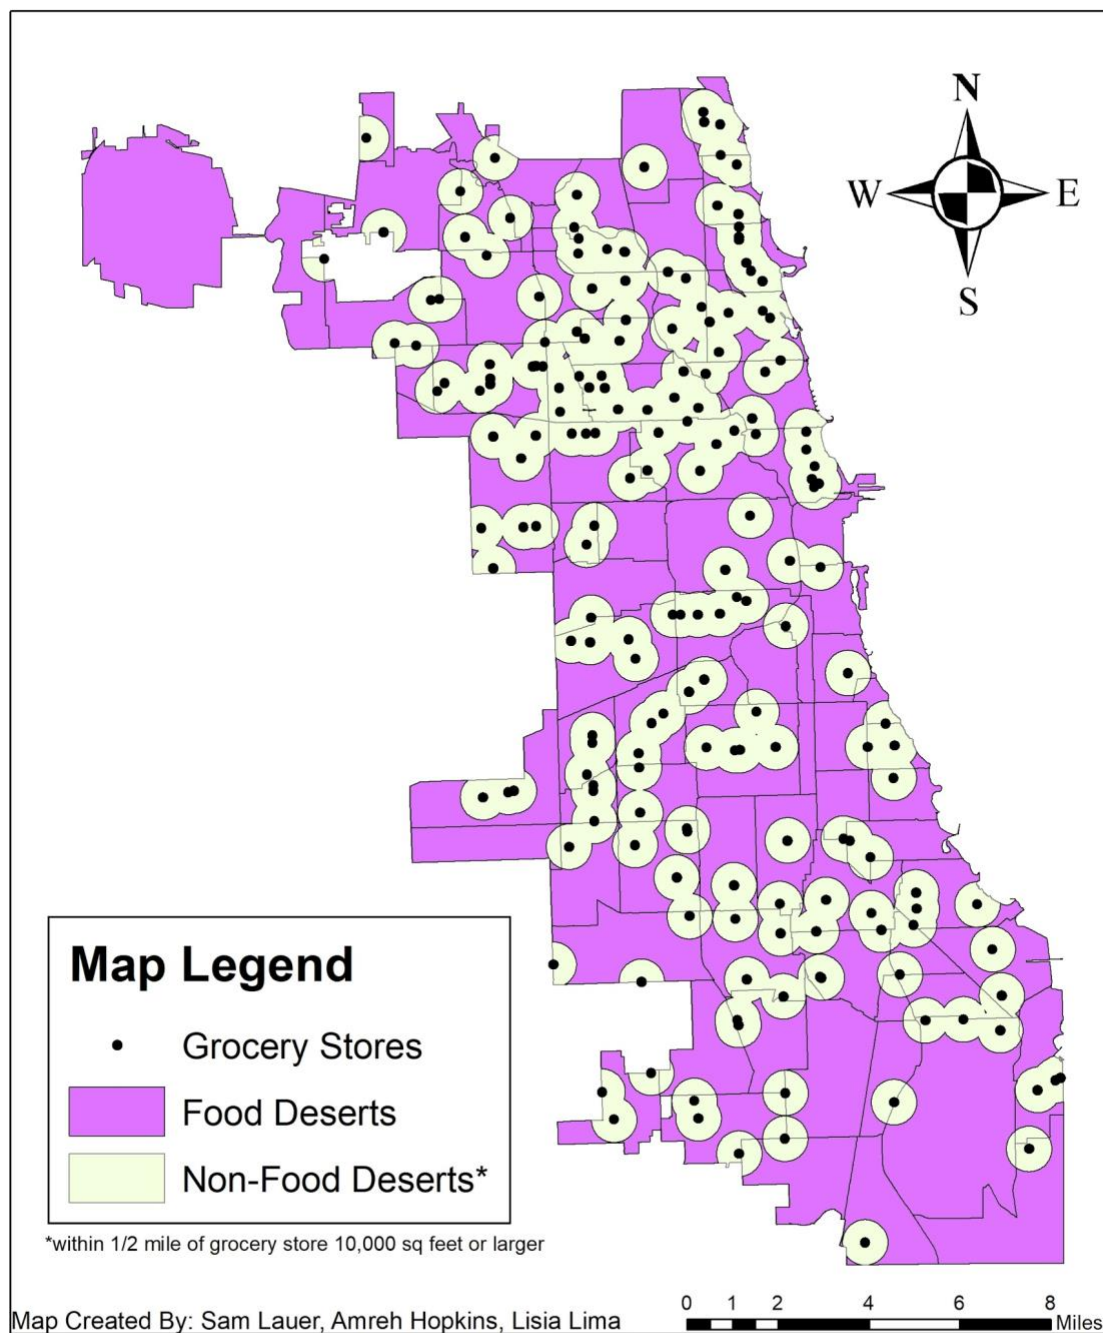 N
W E
S
Map Legend
Grocery Stores
Food Deserts
Non-Food Deserts*
*within 1/2 mile of grocery store 10,000 sq feet or larger
Map Created By: Sam Lauer, Amreh Hopkins, Lisia Lima
0 1 2 4 6 8
Miles